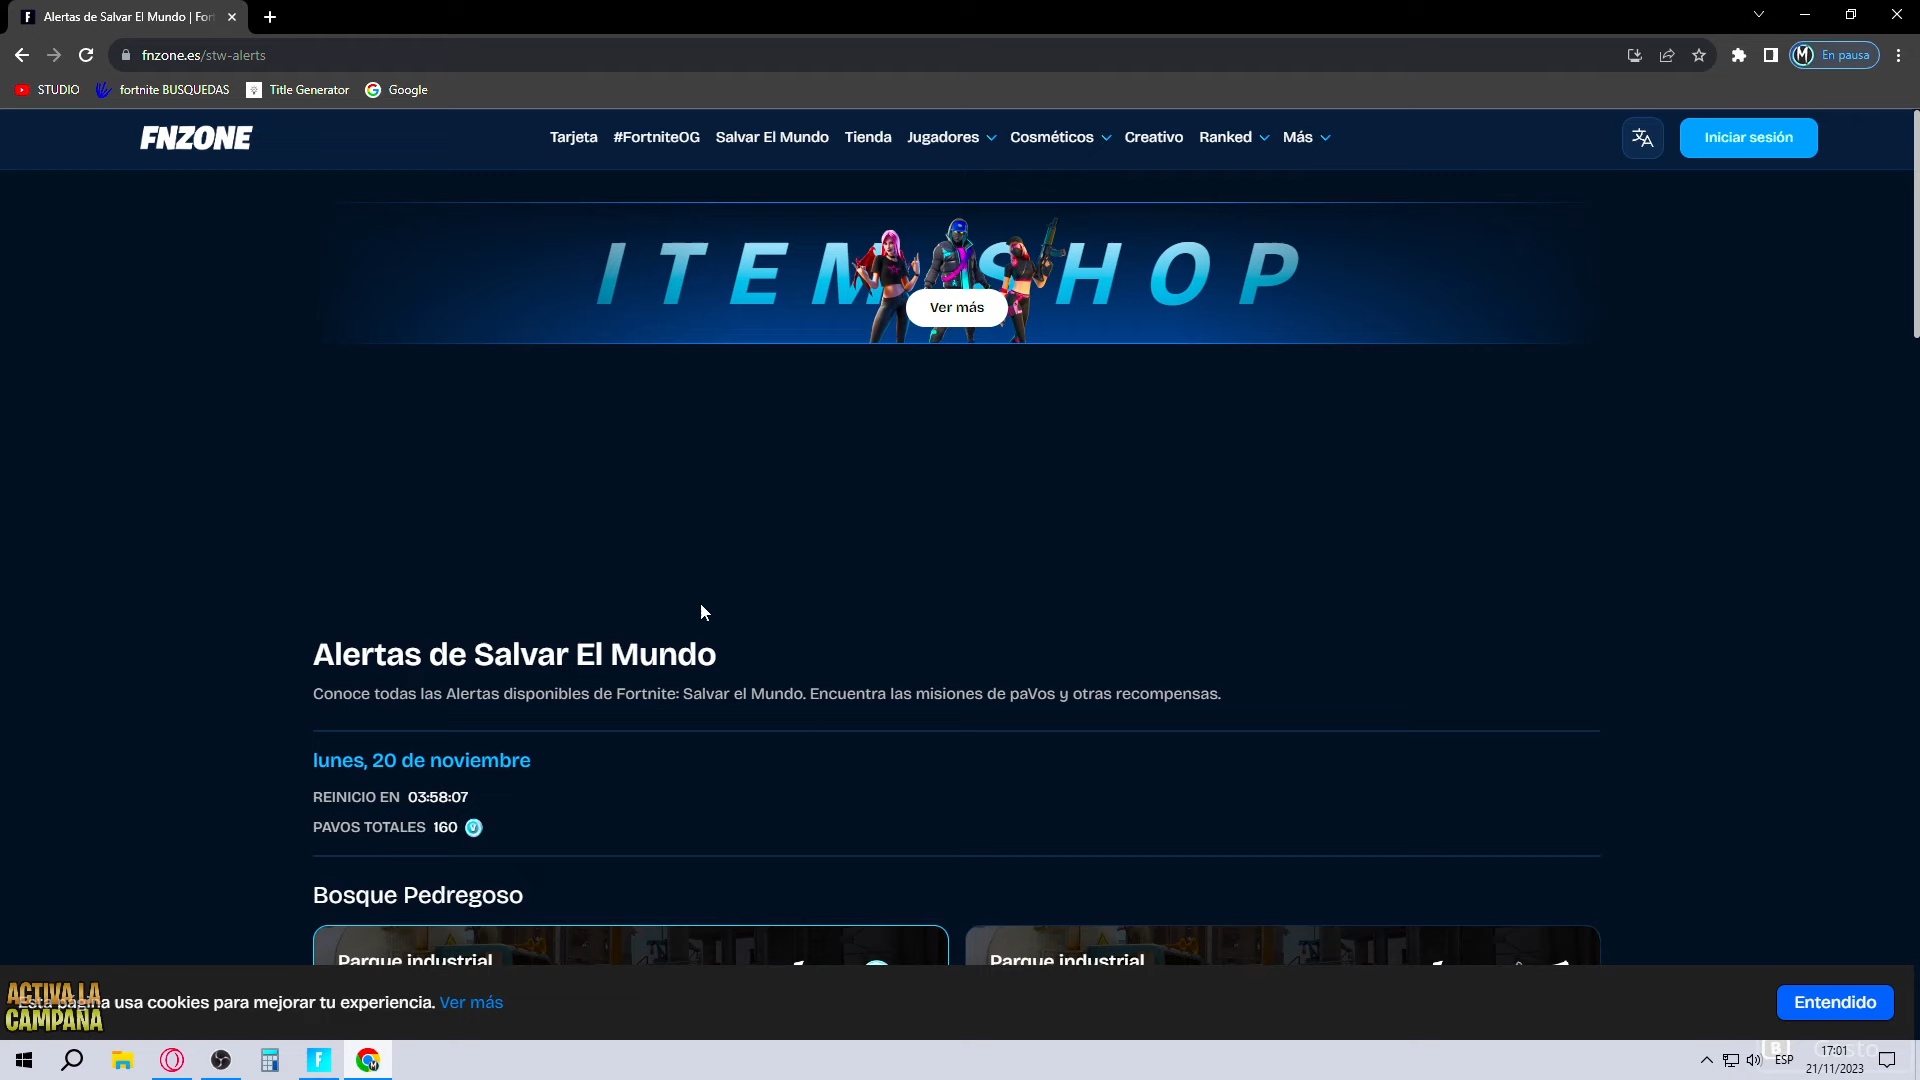 Alertas de Salvar El Mundo | For
fnzone.es/stw-alerts
En pausa
STUDIO
fortnite BUSQUEDAS
Title Generator
Google
FNZONE
Tarjeta
#FortniteOG
Salvar El Mundo
Tienda
Jugadores
Cosméticos
Creativo
Ranked
Más
Iniciar sesión
ITEM SHOP
Ver más
Alertas de Salvar El Mundo
Conoce todas las Alertas disponibles de Fortnite: Salvar el Mundo. Encuentra las misiones de paVos y otras recompensas.
lunes, 20 de noviembre
REINICIO EN 03:58:07
PAVOS TOTALES 160
Bosque Pedregoso
Parque industrial
Parque industrial
Esta página usa cookies para mejorar tu experiencia. Ver más
Entendido
ACTIVA LA
CAMPANA
ESP
17:01
21/11/2023